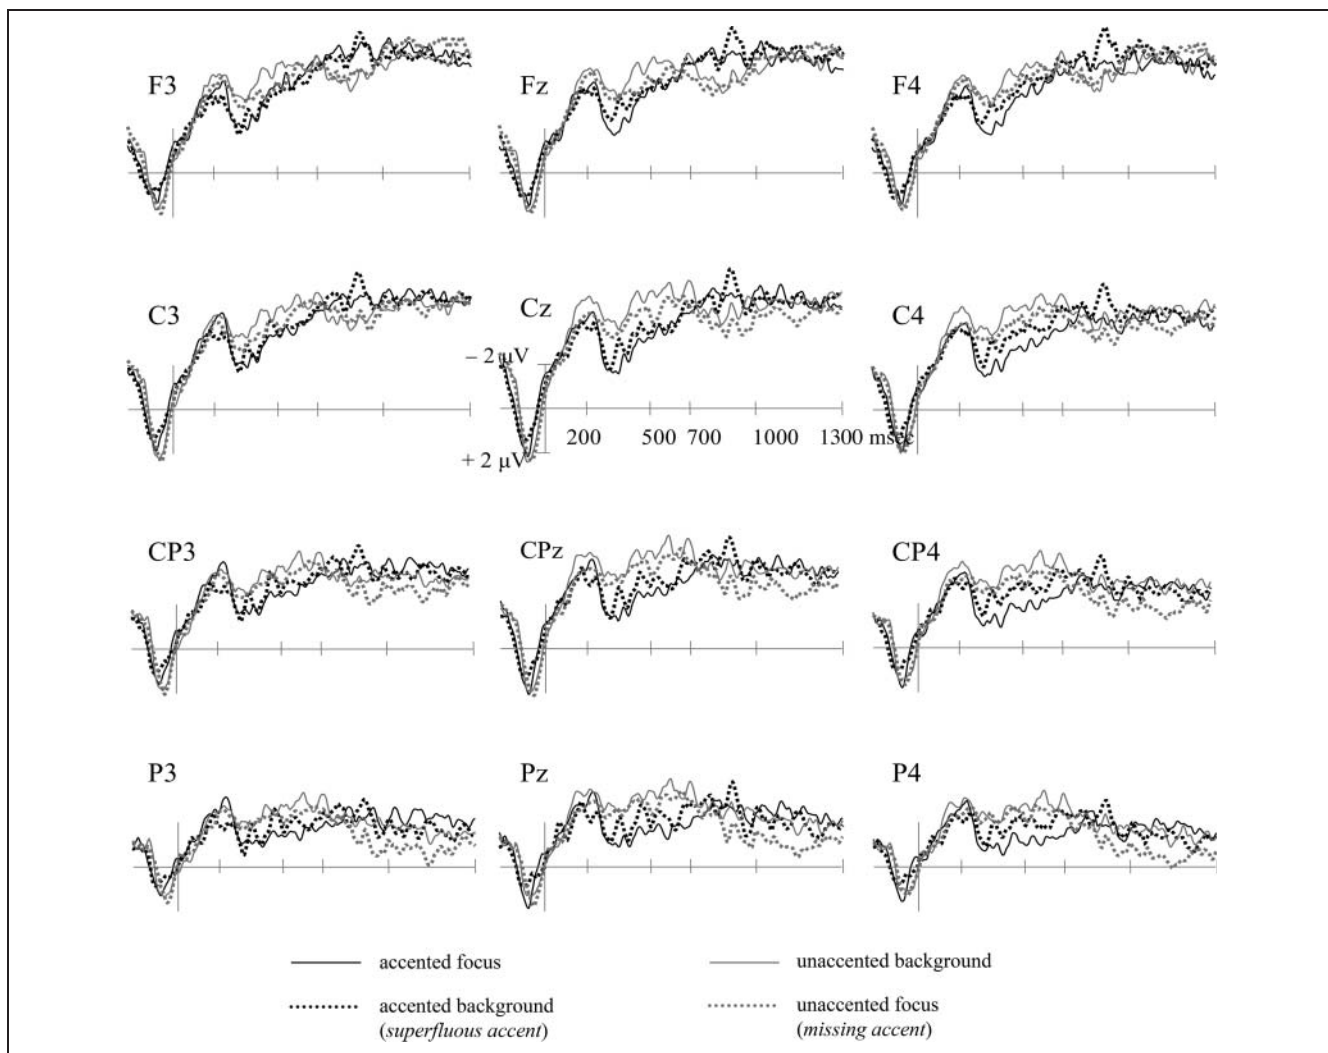 F3
Fz
F4
C3
Cz
C4
– 2 µV
200 500 700 1000 1300 msec
+ 2 µV
CP3
CPz
CP4
P3
Pz
P4
accented focus
unaccented background
accented background
(superfluous accent)
unaccented focus
(missing accent)